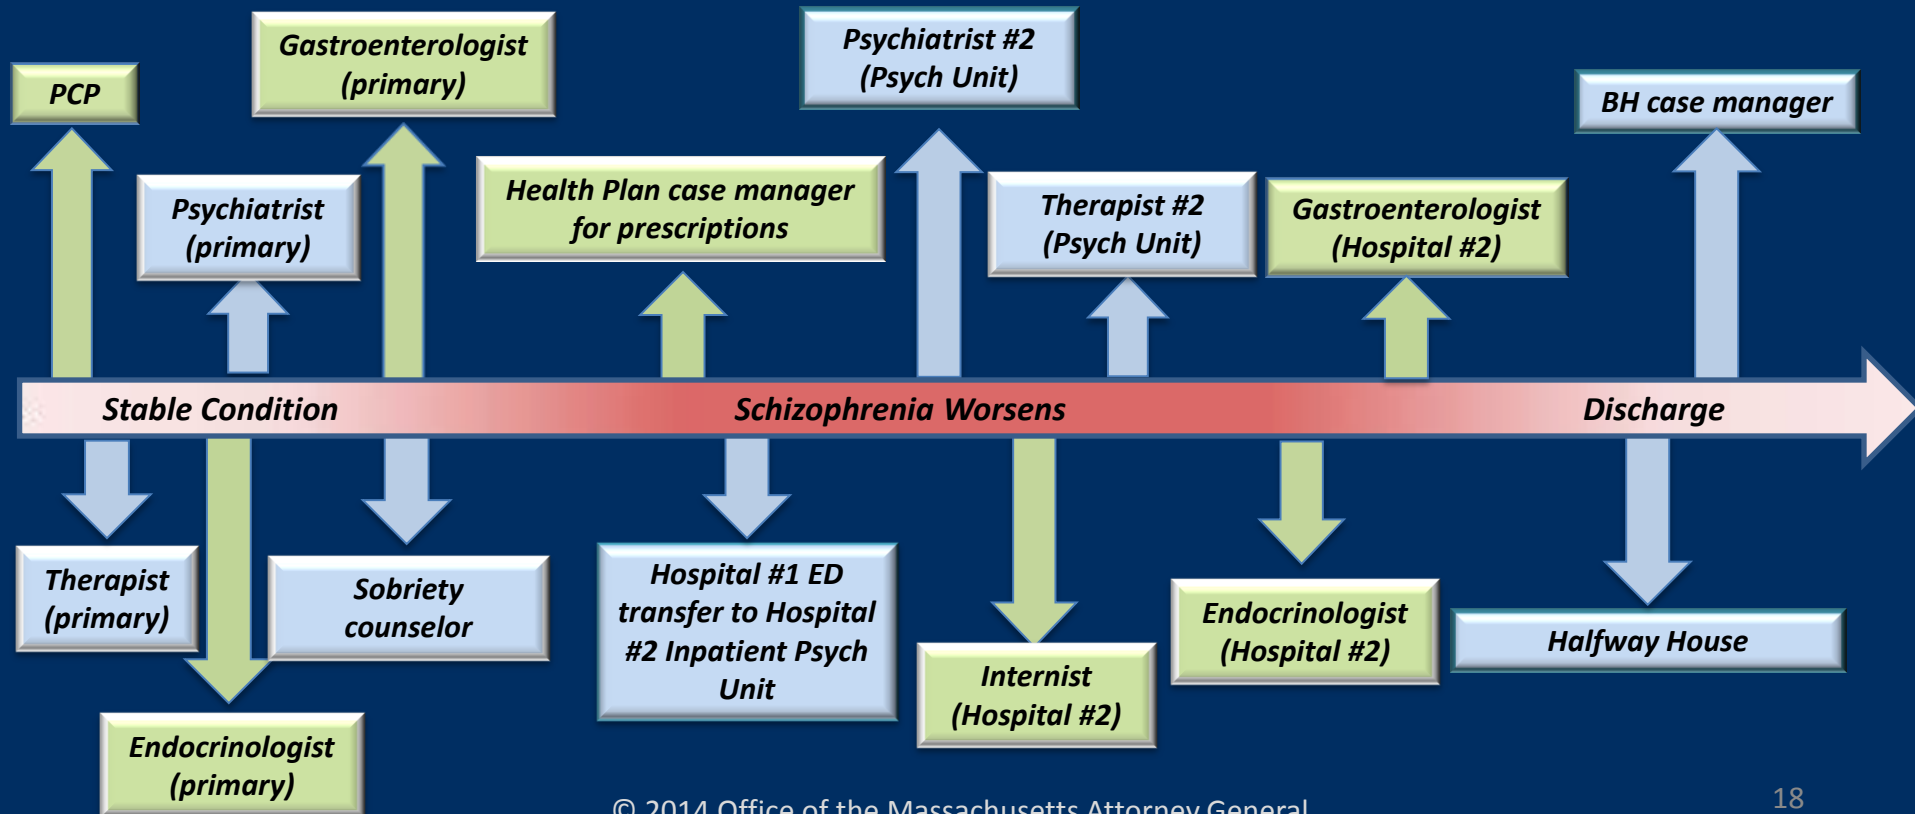 PCP
Gastroenterologist
(primary)
Psychiatrist #2
(Psych Unit)
BH case manager
Psychiatrist
(primary)
Health Plan case manager
for prescriptions
Therapist #2
(Psych Unit)
Gastroenterologist
(Hospital #2)
Stable Condition
Schizophrenia Worsens
Discharge
Therapist
(primary)
Sobriety
counselor
Hospital #1 ED
transfer to Hospital
#2 Inpatient Psych
Unit
Endocrinologist
(Hospital #2)
Halfway House
Internist
(Hospital #2)
Endocrinologist
(primary)
© 2014 Office of the Massachusetts Attorney General
18